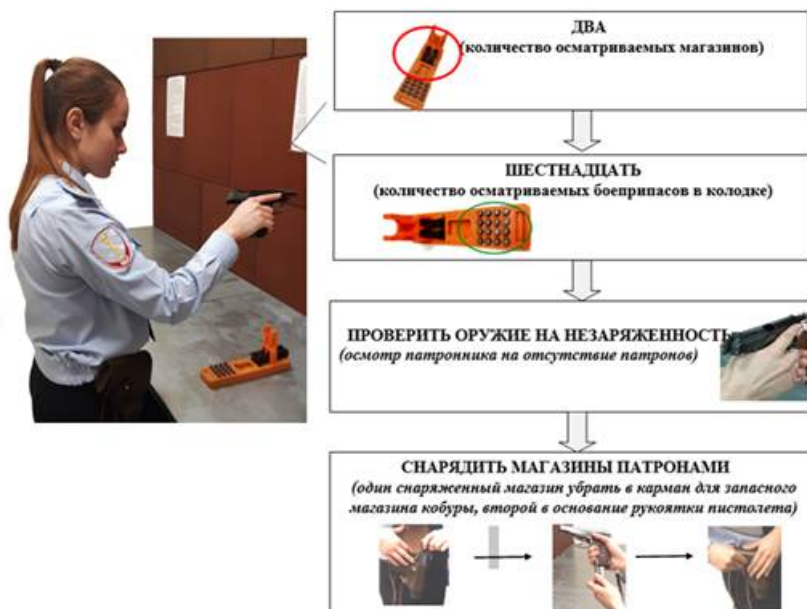 ДВА
(количество осматриваемых магазинов)
ШЕСТНАДЦАТЬ
(количество осматриваемых боеприпасов в колодке)
ПРОВЕРИТЬ ОРУЖИЕ НА НЕЗАРЯЖЕННОСТЬ
(осмотр патронника на отсутствие патронов)
СНАРЯДИТЬ МАГАЗИНЫ ПАТРОНАМИ
(один снаряженный магазин убрать в карман для запасного
магазина кобуры, второй в основание рукоятки пистолета)